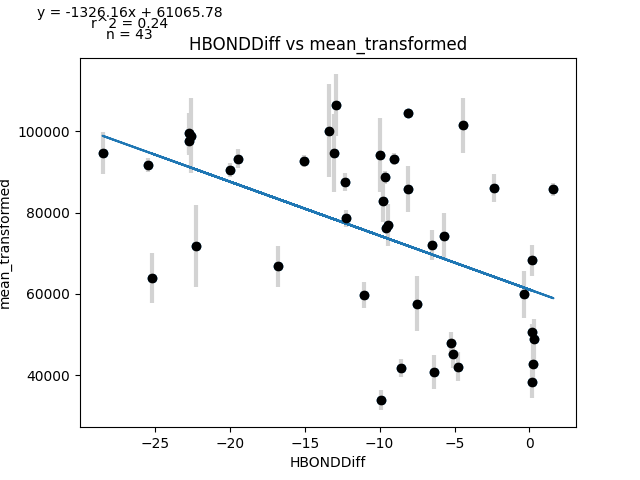 y = -1326.16x + 61065.78
r^2 = 0.24
n = 43
HBONDDiff vs mean_transformed
mean_transformed
100000
80000
60000
40000
−25
−20
−15
−10
−5
0
HBONDDiff